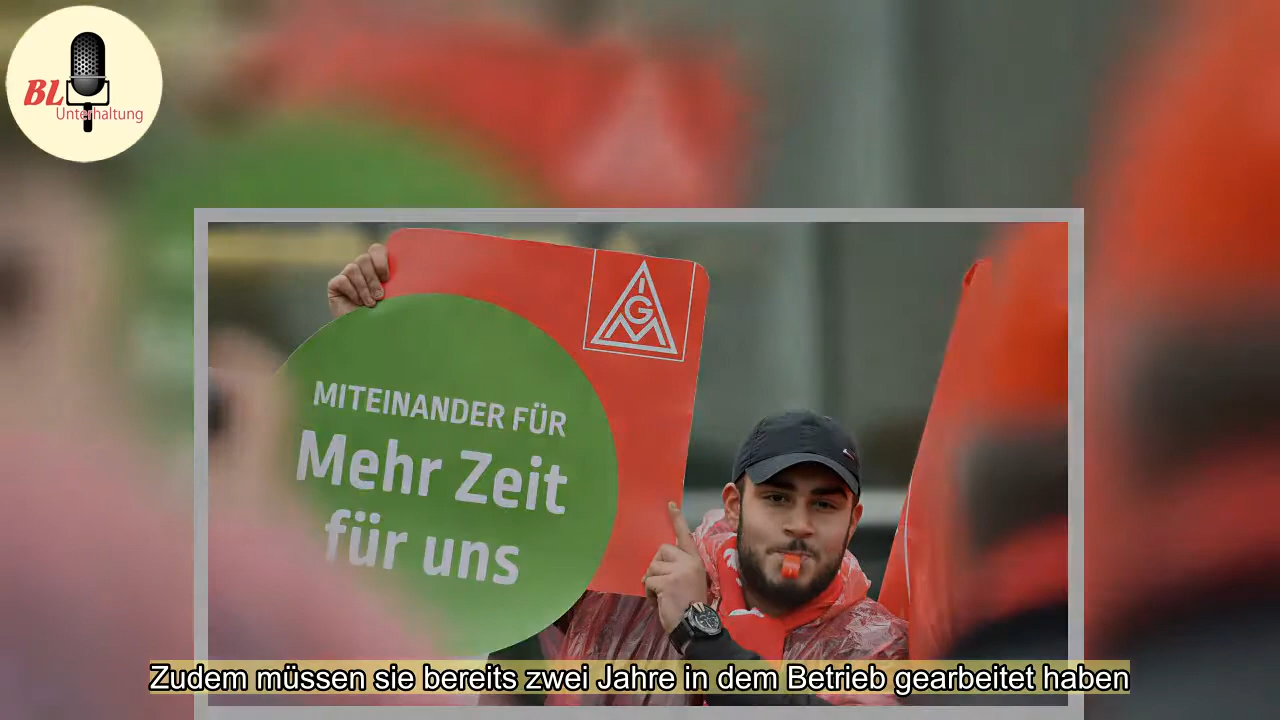 BL
Unterhaltung
IGM
MITEINANDER FÜR
Mehr Zeit
für uns
Zudem müssen sie bereits zwei Jahre in dem Betrieb gearbeitet haben